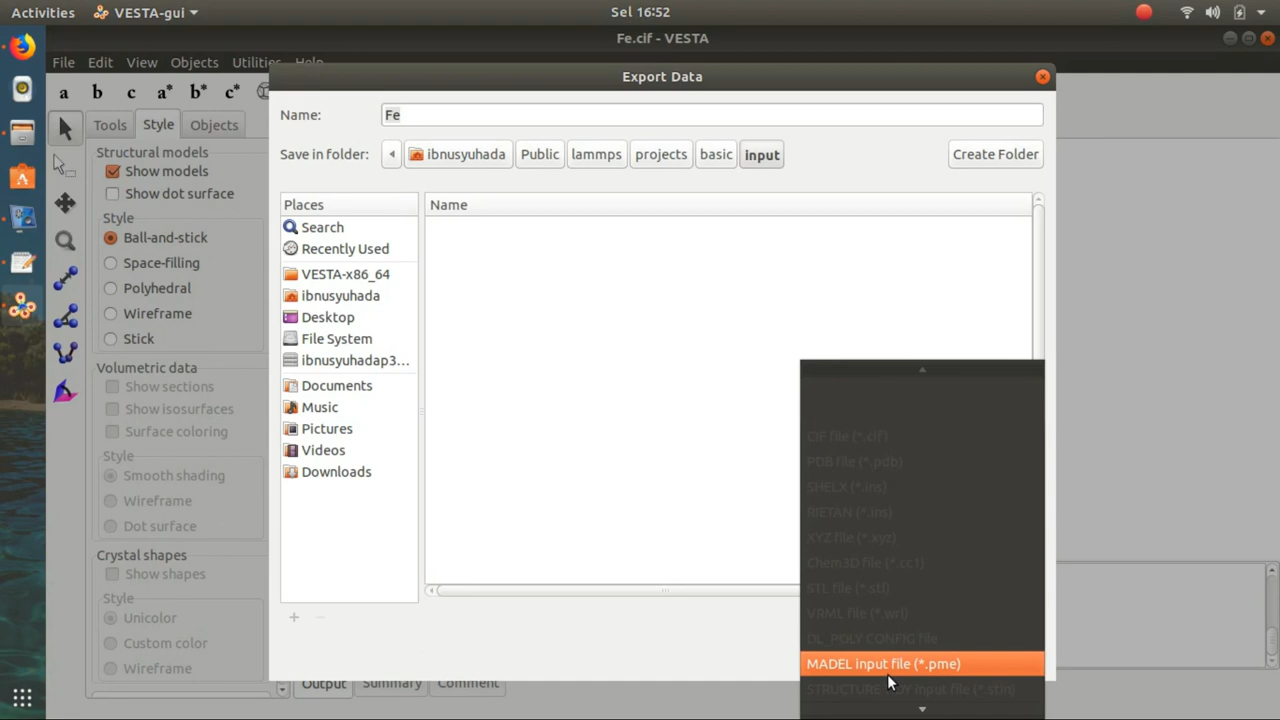 Activities
VESTA-gui
Sel 16:52
Fe.cif - VESTA
File Edit View Objects Utilities Help
Export Data
a b c a* b* c*
Name: Fe
Tools Style Objects
Save in folder: ibnusyuhada Public lammps projects basic input Create Folder
Structural models
Show models
Show dot surface
Style
Ball-and-stick
Space-filling
Polyhedral
Wireframe
Stick
Volumetric data
Show sections
Show isosurfaces
Surface coloring
Style
Smooth shading
Wireframe
Dot surface
Crystal shapes
Show shapes
Style
Unicolor
Custom color
Wireframe
Places
Search
Recently Used
VESTA-x86_64
ibnusyuhada
Desktop
File System
ibnusyuhadap3...
Documents
Music
Pictures
Videos
Downloads
Name
CIF file (*.cif)
PDB file (*.pdb)
SHELX (*.ins)
RIETAN (*.ins)
XYZ file (*.xyz)
Chem3D file (*.cc1)
STL file (*.stl)
VRML file (*.wrl)
DL_POLY CONFIG file
MADEL input file (*.pme)
input file (*.stin)
Output Summary Comment